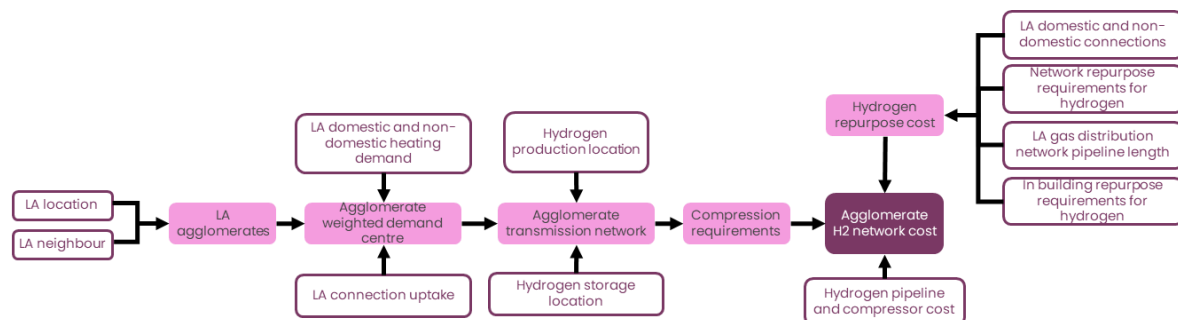 LA location
LA neighbour
LA
agglomerates
LA domestic and non-
domestic heating
demand
Agglomerate
weighted demand
centre
LA connection uptake
Hydrogen
production location
Agglomerate
transmission network
Hydrogen storage
location
Compression
requirements
Hydrogen
repurpose cost
Agglomerate
H2 network cost
Hydrogen pipeline
and compressor cost
LA domestic and non-
domestic connections
Network repurpose
requirements for
hydrogen
LA gas distribution
network pipeline length
In building repurpose
requirements for
hydrogen